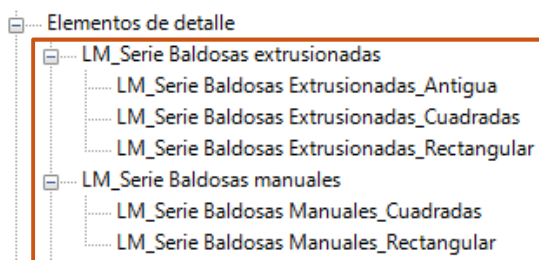 Elementos de detalle
LM_Serie Baldosas extrusionadas
LM_Serie Baldosas Extrusionadas_Antigua
LM_Serie Baldosas Extrusionadas_Cuadradas
LM_Serie Baldosas Extrusionadas_Rectangular
LM_Serie Baldosas manuales
LM_Serie Baldosas Manuales_Cuadradas
LM_Serie Baldosas Manuales_Rectangular